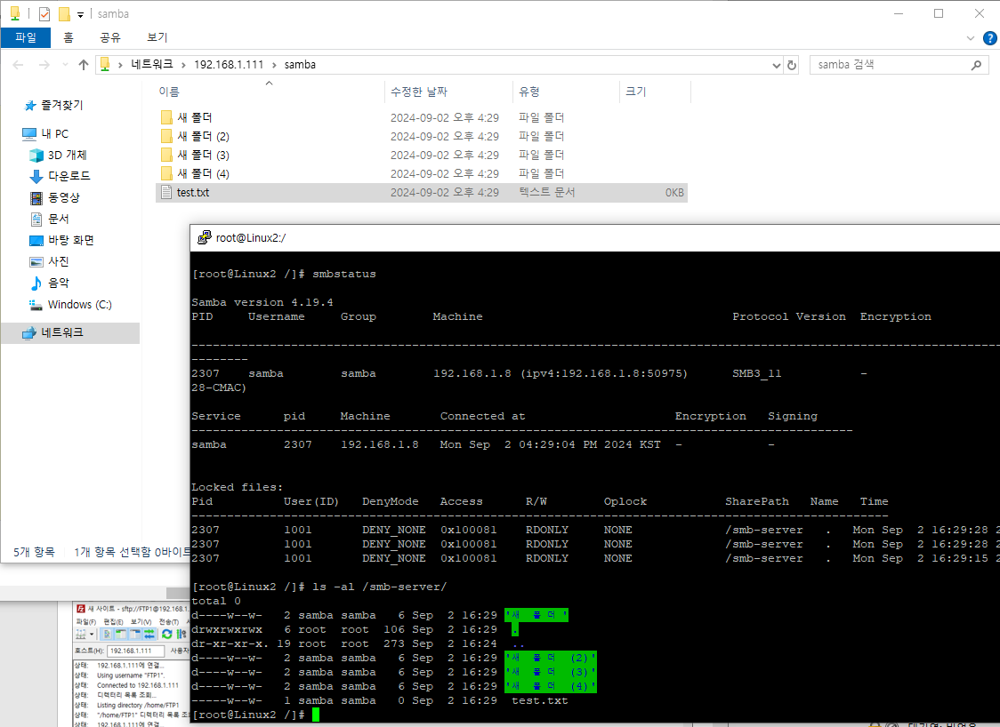 samba
파일 홈 공유 보기
네트워크 192.168.1.111 samba
samba 검색
이름 수정한 날짜 유형 크기
새 폴더 2024-09-02 오후 4:29 파일 폴더
새 폴더 (2) 2024-09-02 오후 4:29 파일 폴더
새 폴더 (3) 2024-09-02 오후 4:29 파일 폴더
새 폴더 (4) 2024-09-02 오후 4:29 파일 폴더
test.txt 2024-09-02 오후 4:29 텍스트 문서 0KB
즐겨찾기
내 PC
3D 개체
다운로드
동영상
문서
바탕 화면
사진
음악
Windows (C:)
네트워크
5개 항목 1개 항목 선택함 0바이트
root@Linux2:/
[root@Linux2 /]# smbstatus
Samba version 4.19.4
PID Username Group Machine Protocol Version Encryption
----------------------------------------------------------------------------------------------------------------
--------
2307 samba samba 192.168.1.8 (ipv4:192.168.1.8:50975) SMB3_11 -
28-CMAC)
Service pid Machine Connected at Encryption Signing
---------------------------------------------------------------------------------------------
samba 2307 192.168.1.8 Mon Sep 2 04:29:04 PM 2024 KST - -
Locked files:
Pid User(ID) DenyMode Access R/W Oplock SharePath Name Time
--------------------------------------------------------------------------------------------------
2307 1001 DENY_NONE 0x100081 RDONLY NONE /smb-server . Mon Sep 2 16:29:28 2
2307 1001 DENY_NONE 0x100081 RDONLY NONE /smb-server . Mon Sep 2 16:29:28 2
2307 1001 DENY_NONE 0x100081 RDONLY NONE /smb-server . Mon Sep 2 16:29:15 2
[root@Linux2 /]# ls -al /smb-server/
total 0
d----w--w- 2 samba samba 6 Sep 2 16:29 '새 폴더'
drwxrwxrwx 6 root root 106 Sep 2 16:29 .
dr-xr-xr-x. 19 root root 273 Sep 2 16:24 ..
d----w--w- 2 samba samba 6 Sep 2 16:29 '새 폴더 (2)'
d----w--w- 2 samba samba 6 Sep 2 16:29 '새 폴더 (3)'
d----w--w- 2 samba samba 6 Sep 2 16:29 '새 폴더 (4)'
-----w--w- 1 samba samba 0 Sep 2 16:29 test.txt
[root@Linux2 /]#
새 사이트 - sftp://FTP1@192.168.1.
파일(F) 편집(E) 보기(V) 전송(T)
호스트(H): 192.168.1.111 사용자
상태: 192.168.1.111에 연결...
상태: Using username "FTP1".
상태: Connected to 192.168.1.111
상태: 디렉터리 목록 조회...
상태: Listing directory /home/FTP1
상태: "/home/FTP1" 디렉터리 목록 조
상태: 192.168.1.111에 연결...